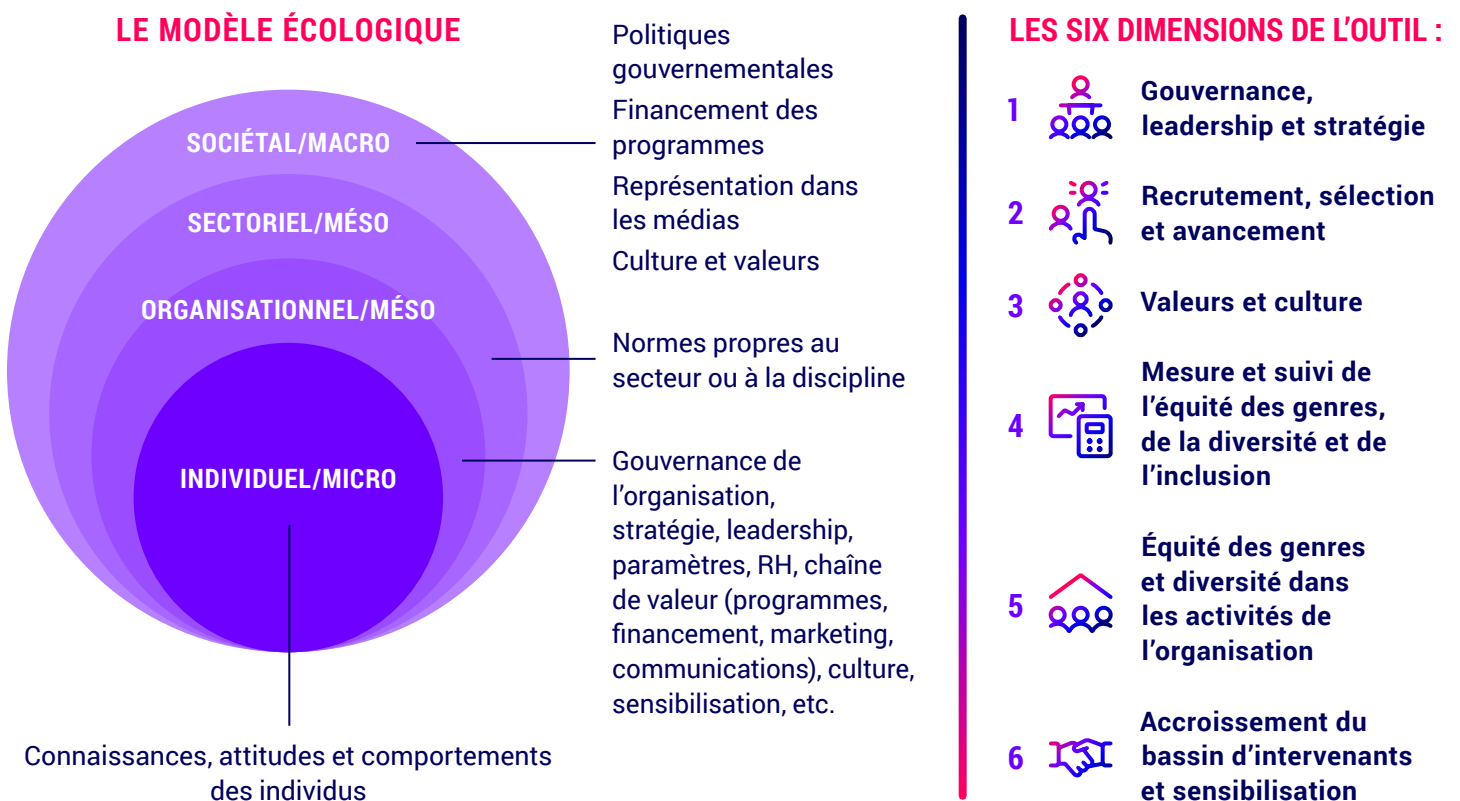 LE MODÈLE ÉCOLOGIQUE
SOCIÉTAL/MACRO
SECTORIEL/MÉSO
ORGANISATIONNEL/MÉSO
INDIVIDUEL/MICRO
Connaissances, attitudes et comportements
des individus
Politiques
gouvernementales
Financement des
programmes
Représentation dans
les médias
Culture et valeurs
Normes propres au
secteur ou à la discipline
Gouvernance de
l’organisation,
stratégie, leadership,
paramètres, RH, chaîne
de valeur (programmes,
financement, marketing,
communications), culture,
sensibilisation, etc.
LES SIX DIMENSIONS DE L’OUTIL :
1
Gouvernance,
leadership et stratégie
2
Recrutement, sélection
et avancement
3
Valeurs et culture
4
Mesure et suivi de
l’équité des genres,
de la diversité et de
l’inclusion
5
Équité des genres
et diversité dans
les activités de
l’organisation
6
Accroissement du
bassin d’intervenants
et sensibilisation